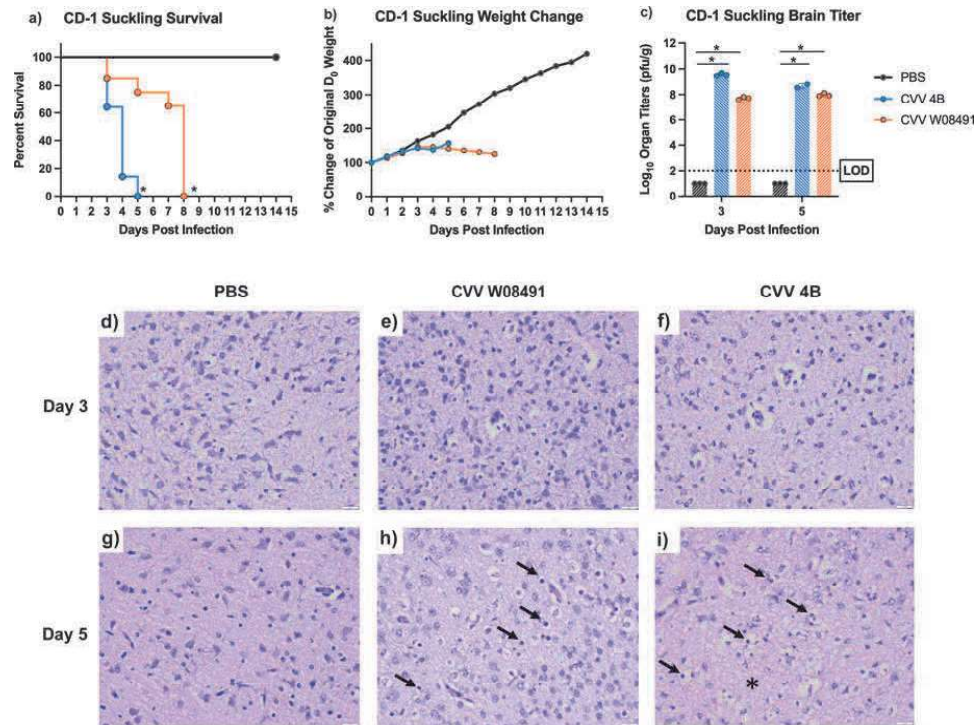 a) CD-1 Suckling Survival
Percent Survival
100
80
60
40
20
0
0 1 2 3 4 5 6 7 8 9 10 11 12 13 14 15
* *
Days Post Infection
b) CD-1 Suckling Weight Change
% Change of Original D0 Weight
400
300
200
100
0
0 1 2 3 4 5 6 7 8 9 10 11 12 13 14 15
Days Post Infection
c) CD-1 Suckling Brain Titer
Log10 Organ Titers (pfu/g)
12
10
8
6
4
2
0
* * * *
3 5
Days Post Infection
LOD
PBS
CVV 4B
CVV W08491
PBS CVV W08491 CVV 4B
Day 3
d) e) f)
Day 5
g) h) i)
*